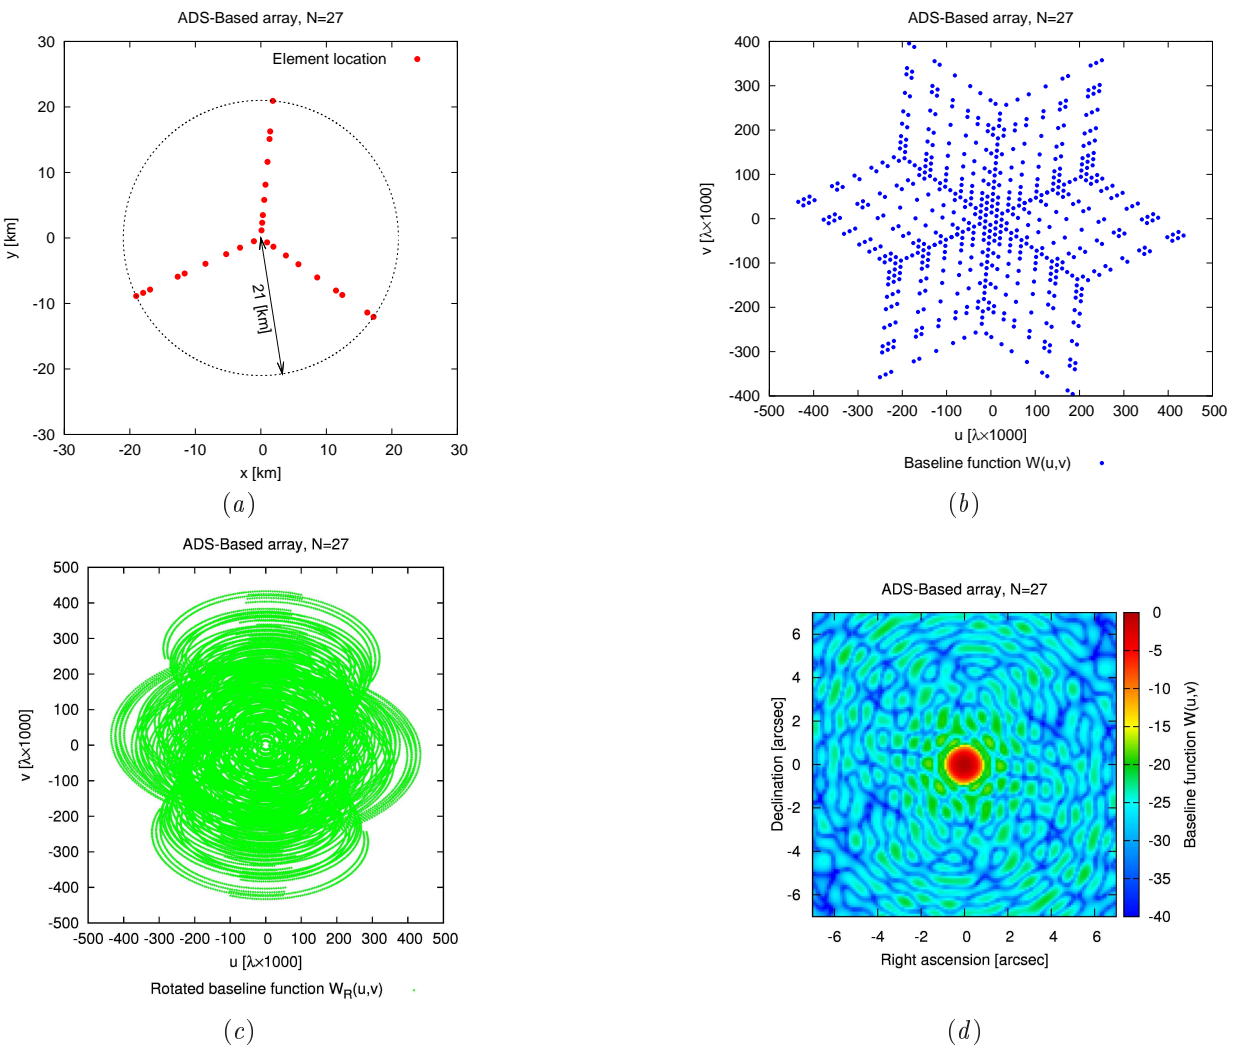 ADS-Based array, N=27
30
20
10
0
-10
-20
-30
-30 -20 -10 0 10 20 30
y [km]
x [km]
Element location
21 [km]
(a)
ADS-Based array, N=27
400
300
200
100
0
-100
-200
-300
-400
-500 -400 -300 -200 -100 0 100 200 300 400 500
v [λ×1000]
u [λ×1000]
Baseline function W(u,v)
(b)
ADS-Based array, N=27
500
400
300
200
100
0
-100
-200
-300
-400
-500
-500 -400 -300 -200 -100 0 100 200 300 400 500
v [λ×1000]
u [λ×1000]
Rotated baseline function W_R(u,v)
(c)
ADS-Based array, N=27
6
4
2
0
-2
-4
-6
-6 -4 -2 0 2 4 6
Declination [arcsec]
Right ascension [arcsec]
0
-5
-10
-15
-20
-25
-30
-35
-40
Baseline function W(u,v)
(d)